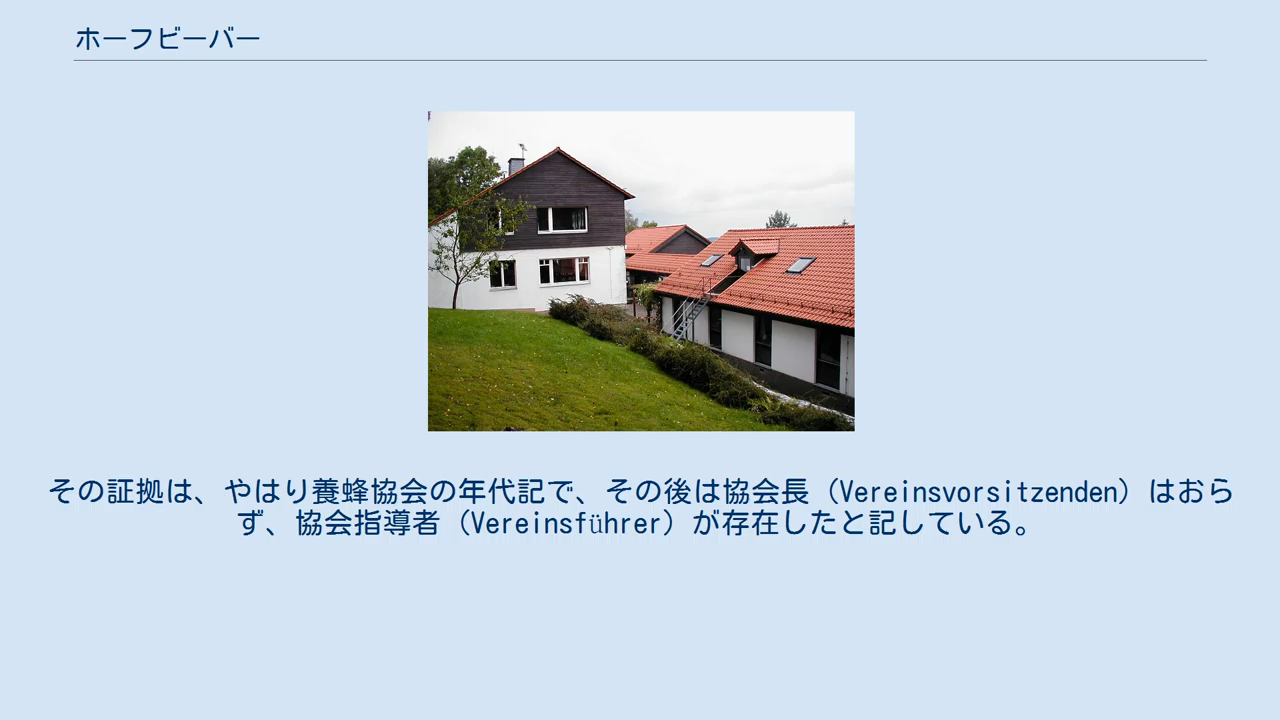 ホーフビーバー
その証拠は、やはり養蜂協会の年代記で、その後は協会長（Vereinsvorsitzenden）はおら
ず、協会指導者（Vereinsführer）が存在したと記している。